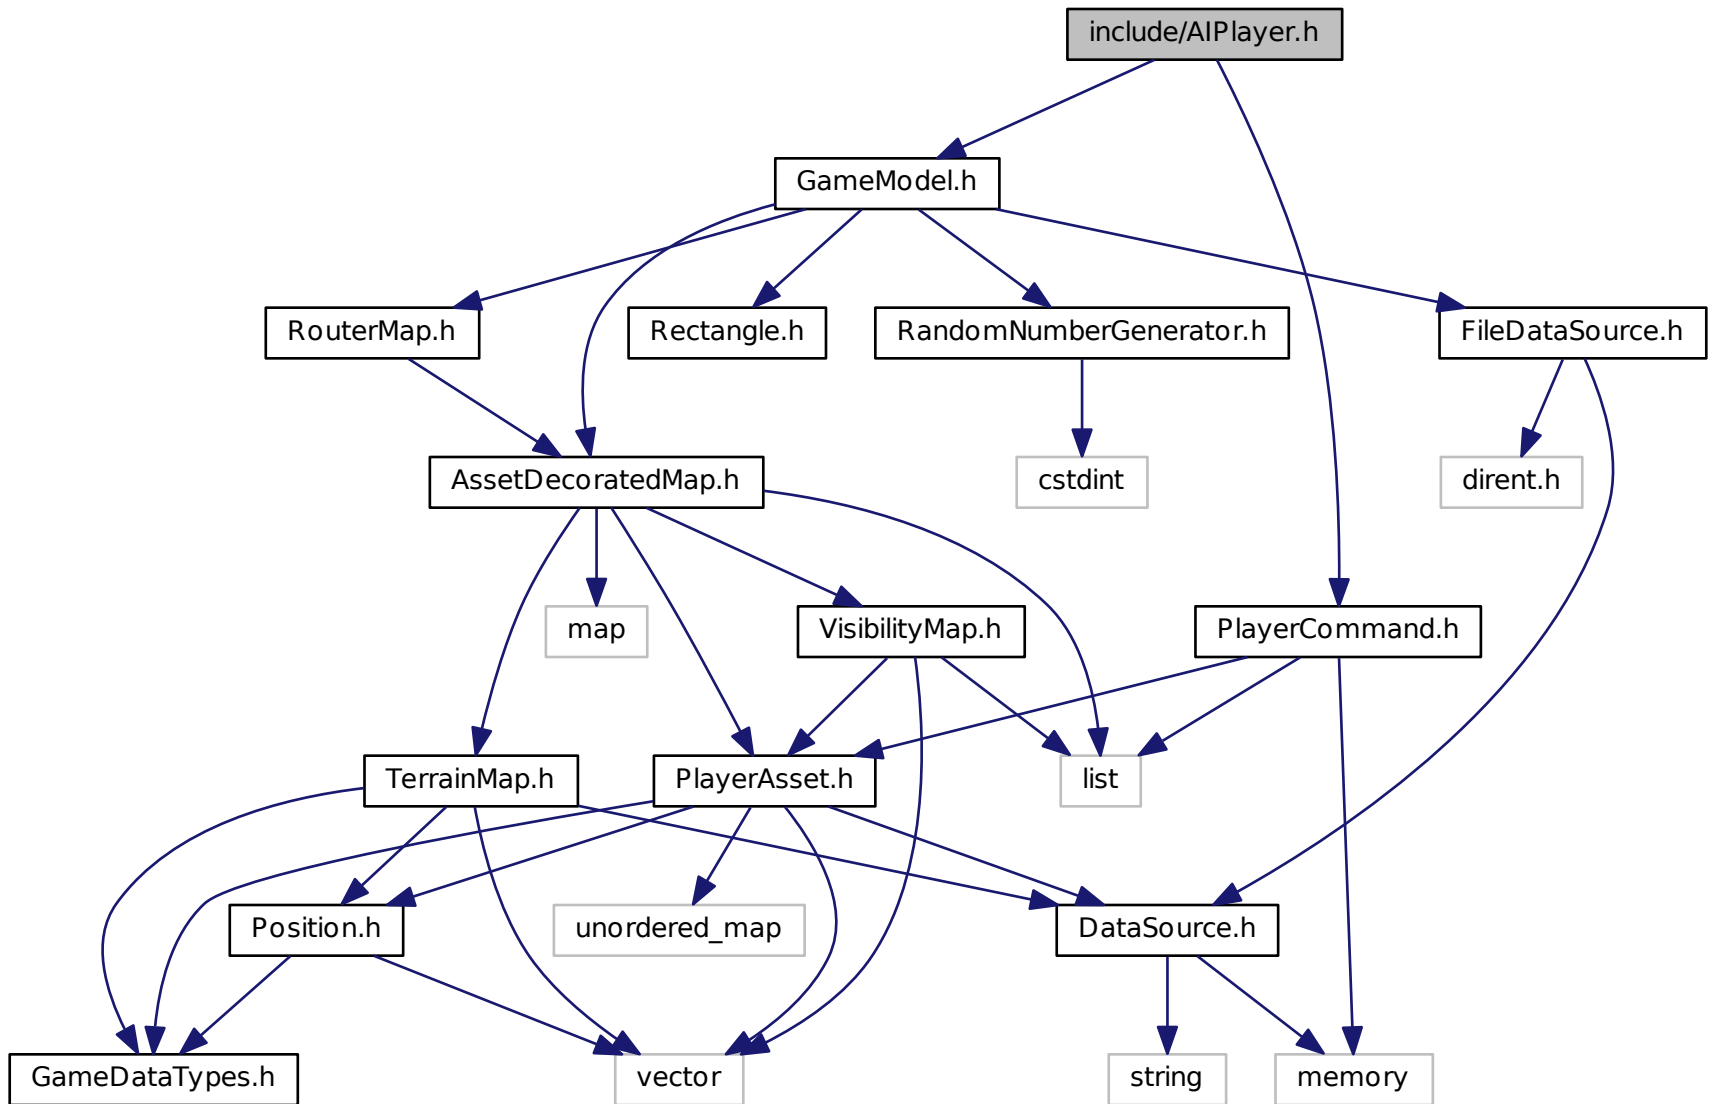 include/AIPlayer.h
GameModel.h
RouterMap.h
Rectangle.h
RandomNumberGenerator.h
FileDataSource.h
AssetDecoratedMap.h
cstdint
dirent.h
map
VisibilityMap.h
PlayerCommand.h
TerrainMap.h
PlayerAsset.h
list
Position.h
unordered_map
DataSource.h
GameDataTypes.h
vector
string
memory